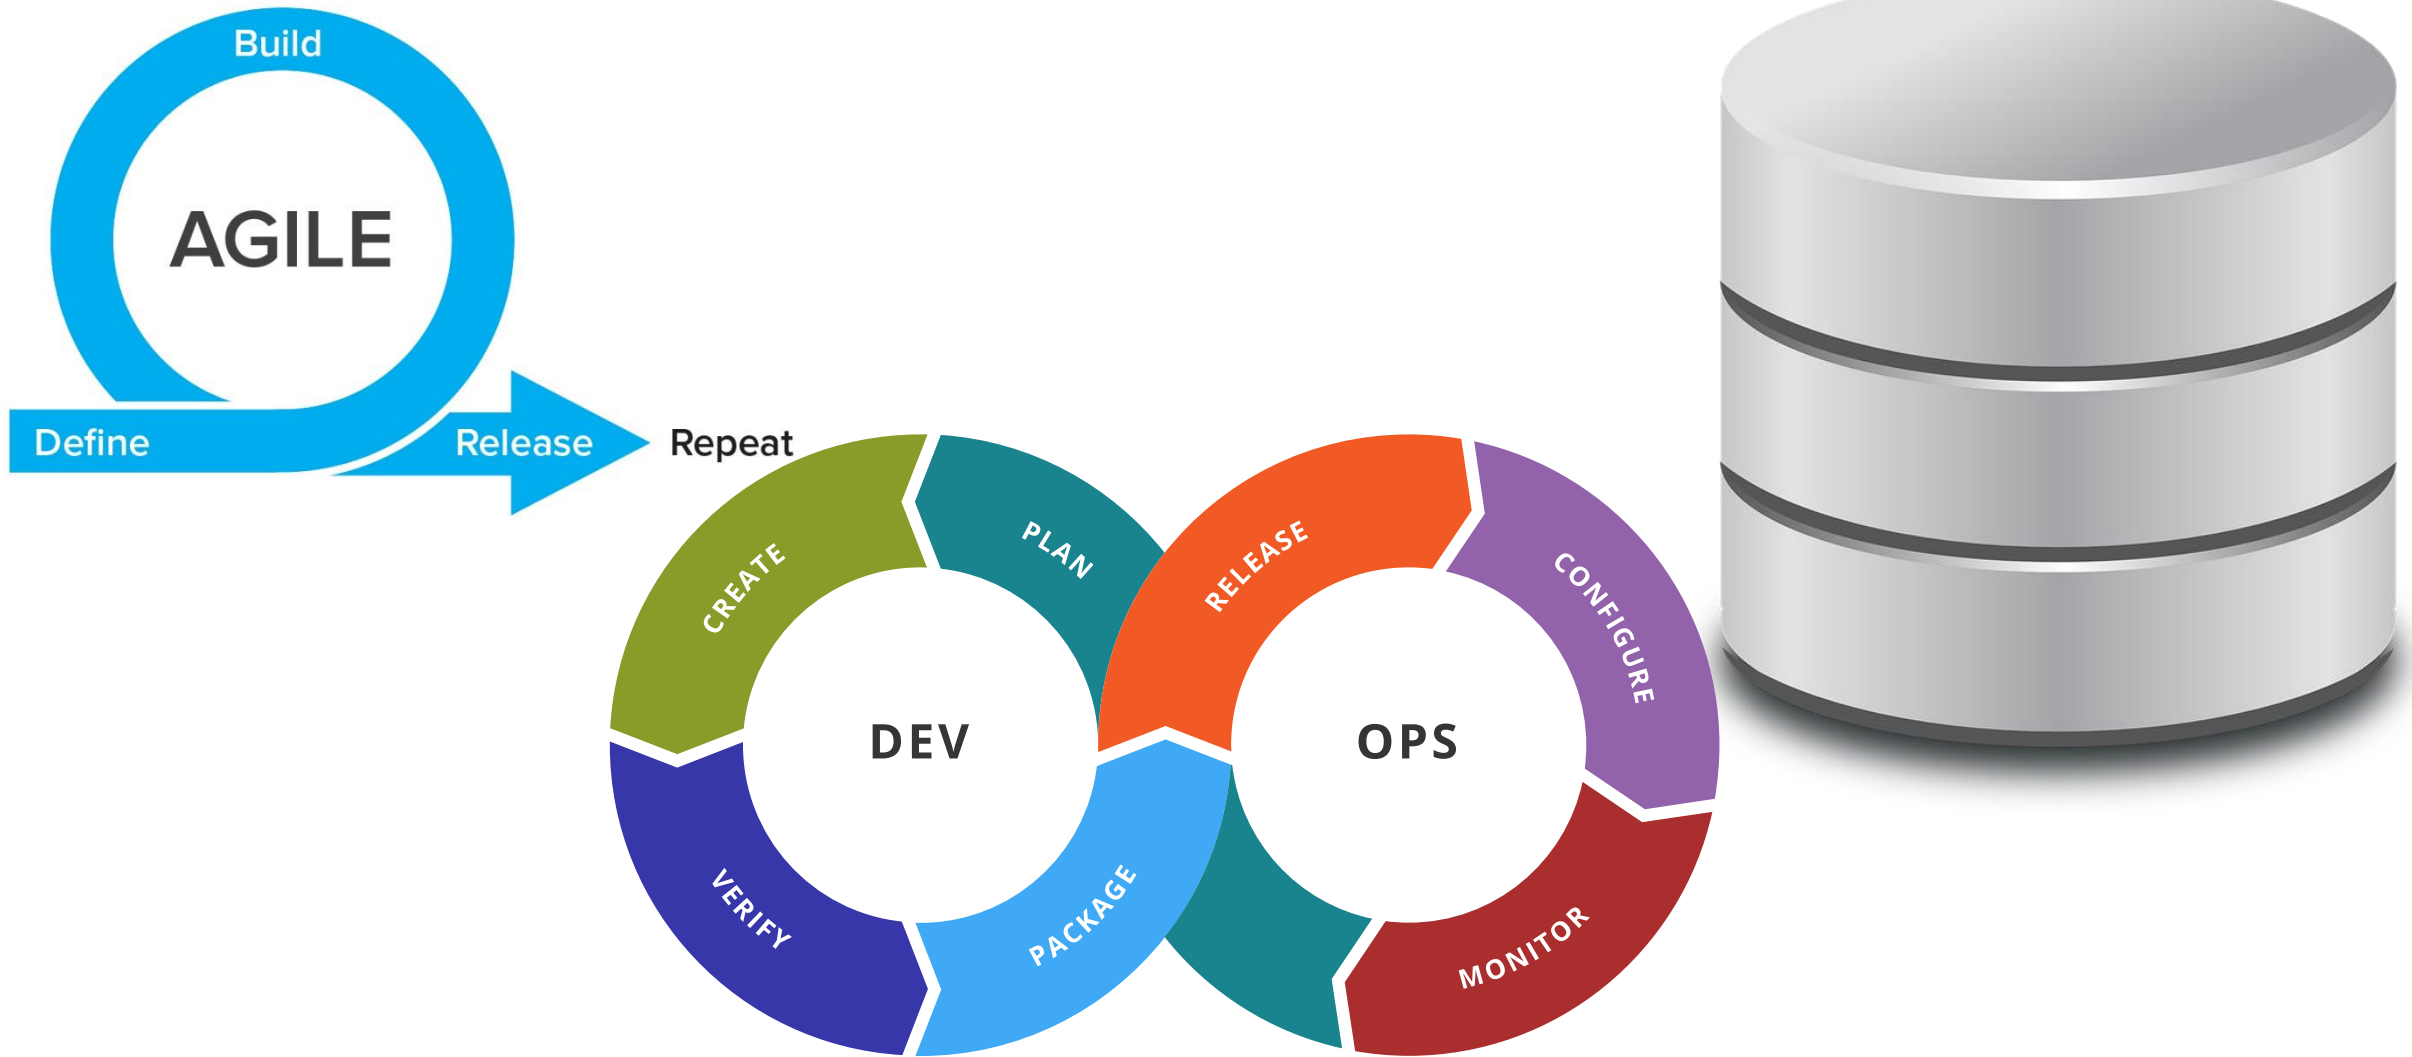 Build
AGILE
Define
Release
Repeat
CREATE
PLAN
RELEASE
CONFIGURE
DEV
OPS
VERIFY
PACKAGE
MONITOR